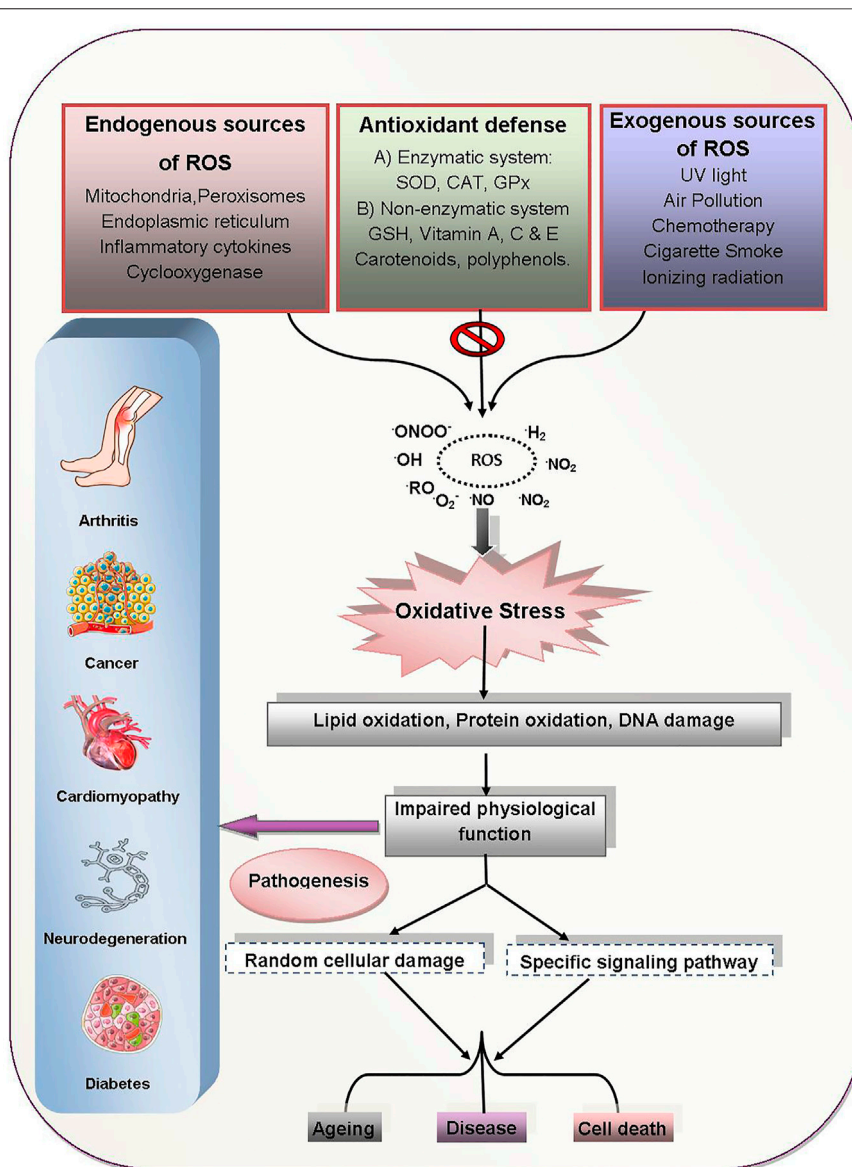 Endogenous sources
of ROS
Mitochondria,Peroxisomes
Endoplasmic reticulum
Inflammatory cytokines
Cyclooxygenase
Antioxidant defense
A) Enzymatic system:
SOD, CAT, GPx
B) Non-enzymatic system
GSH, Vitamin A, C & E
Carotenoids, polyphenols.
Exogenous sources
of ROS
UV light
Air Pollution
Chemotherapy
Cigarette Smoke
Ionizing radiation
·ONOO⁻
·H₂
·OH
ROS
·NO₂
·RO
·O₂⁻
·NO
·NO₂
Oxidative Stress
Lipid oxidation, Protein oxidation, DNA damage
Impaired physiological
function
Pathogenesis
Random cellular damage
Specific signaling pathway
Ageing
Disease
Cell death
Arthritis
Cancer
Cardiomyopathy
Neurodegeneration
Diabetes